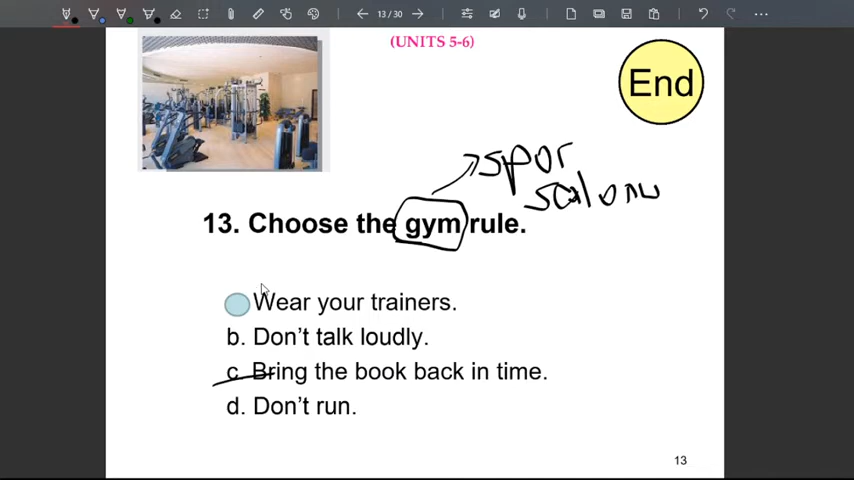 13 / 30
(UNITS 5-6)
End
spor
salonu
13. Choose the gym rule.
Wear your trainers.
b. Don't talk loudly.
c. Bring the book back in time.
d. Don't run.
13